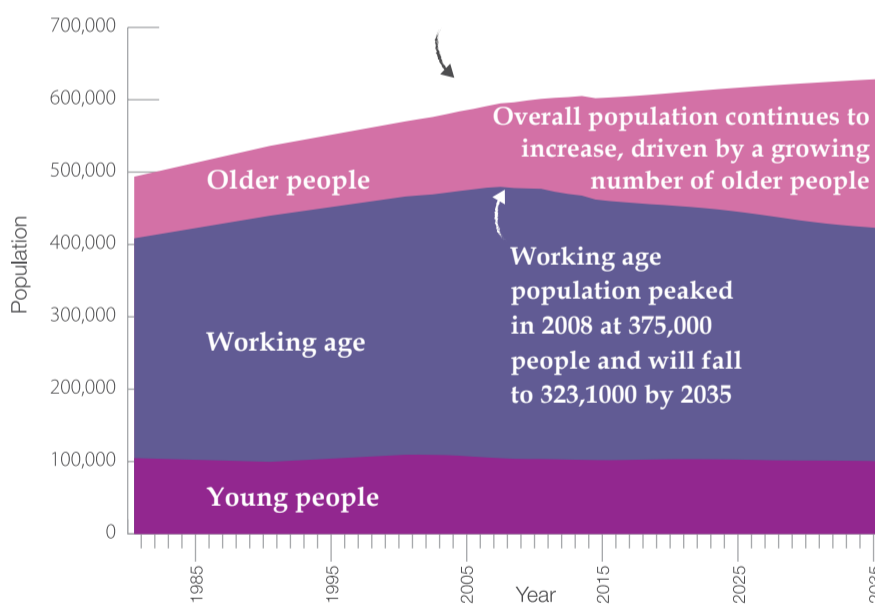 700,000
600,000
500,000
400,000
300,000
200,000
100,000
0
Population
Older people
Overall population continues to
increase, driven by a growing
number of older people
Working age
Working age
population peaked
in 2008 at 375,000
people and will fall
to 323,1000 by 2035
Young people
1985
1995
2005
2015
2025
2035
Year